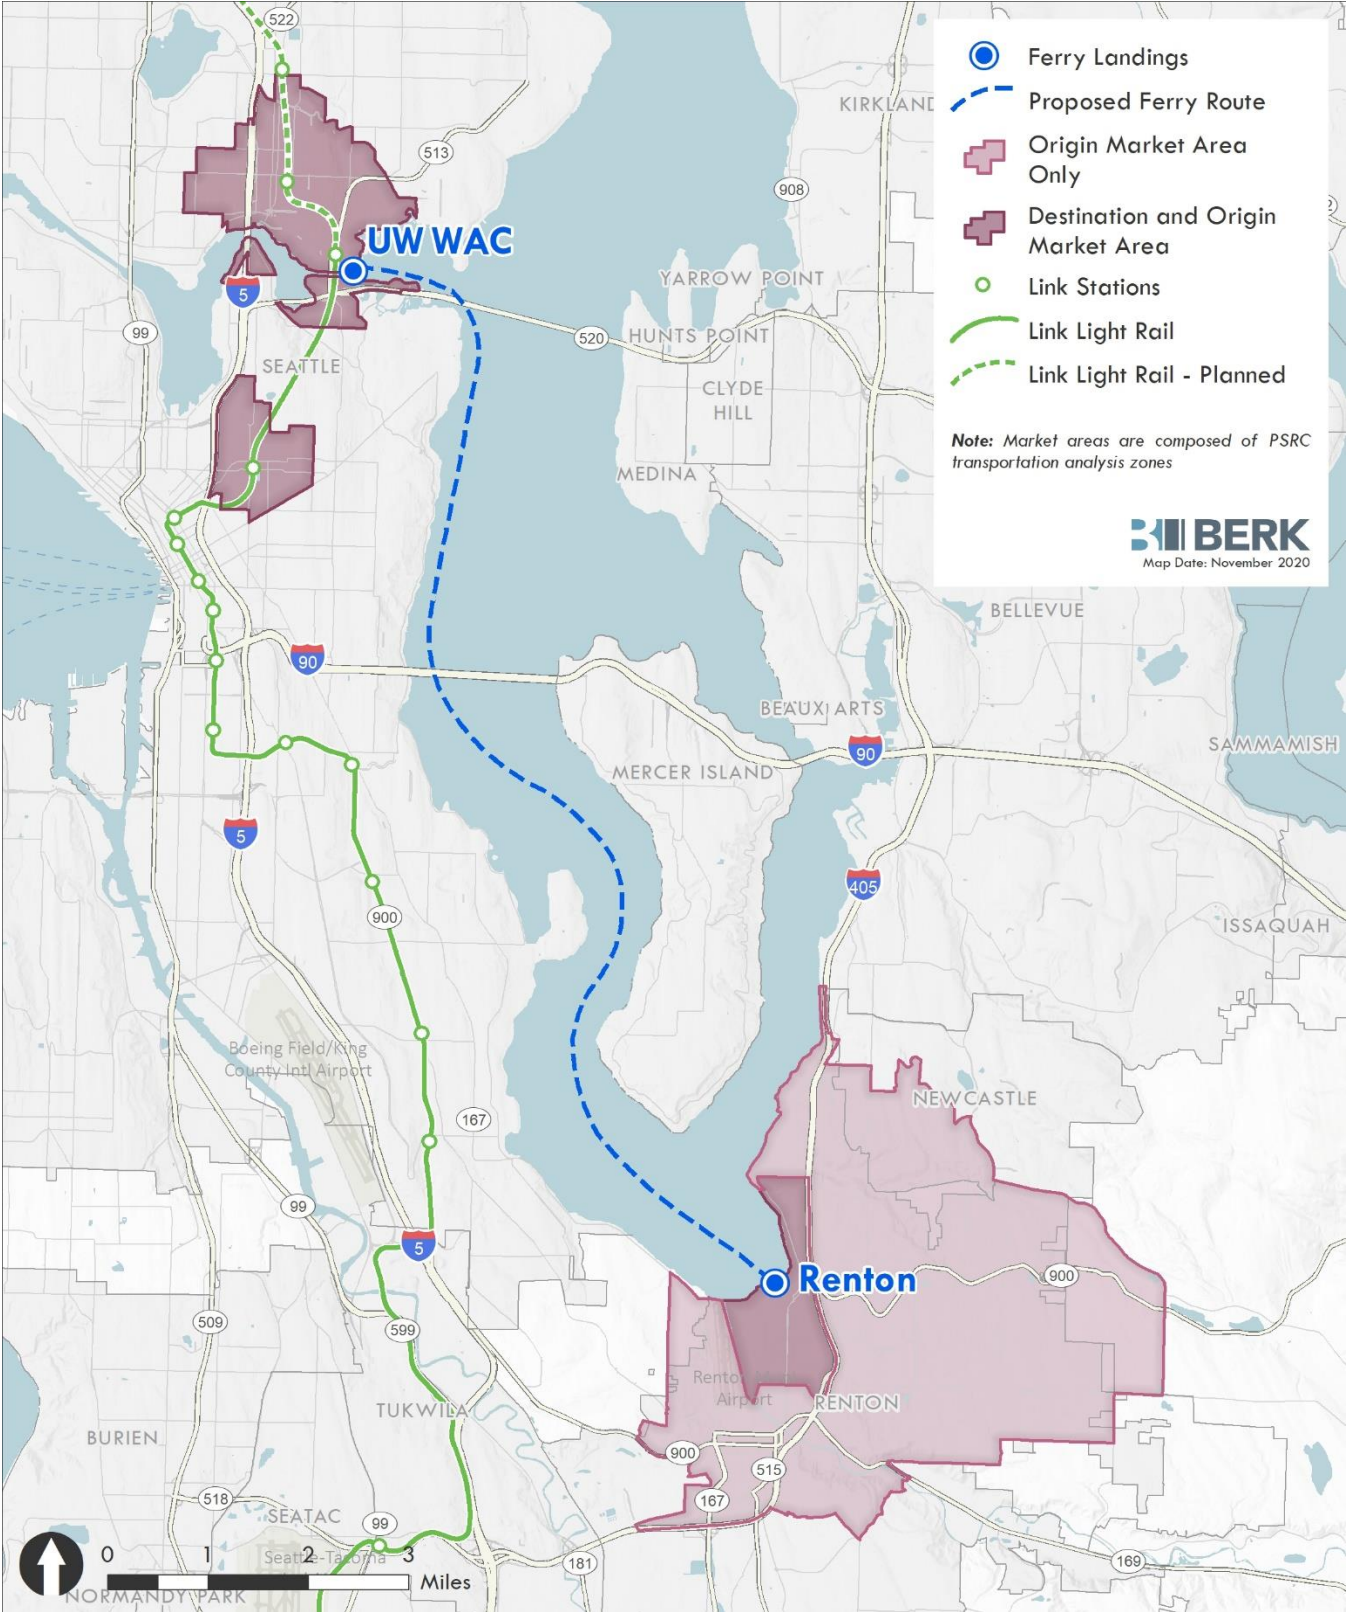 522
KIRKLAND
513
908
UW WAC
5
YARROW POINT
99
520
HUNTS POINT
SEATTLE
CLYDE
HILL
MEDINA
Ferry Landings
Proposed Ferry Route
Origin Market Area
Only
Destination and Origin
Market Area
Link Stations
Link Light Rail
Link Light Rail - Planned
Note: Market areas are composed of PSRC
transportation analysis zones
BERK
Map Date: November 2020
BELLEVUE
90
BEAUX ARTS
90
SAMMAMISH
MERCER ISLAND
5
405
900
ISSAQUAH
Boeing Field/King
County Intl Airport
NEWCASTLE
167
99
5
Renton
900
509
599
Airport
RENTON
TUKWILA
BURIEN
900
515
167
518
SEATAC
99
Seattle-Tacoma
181
169
0 1 2 3
Miles
NORMANDY PARK